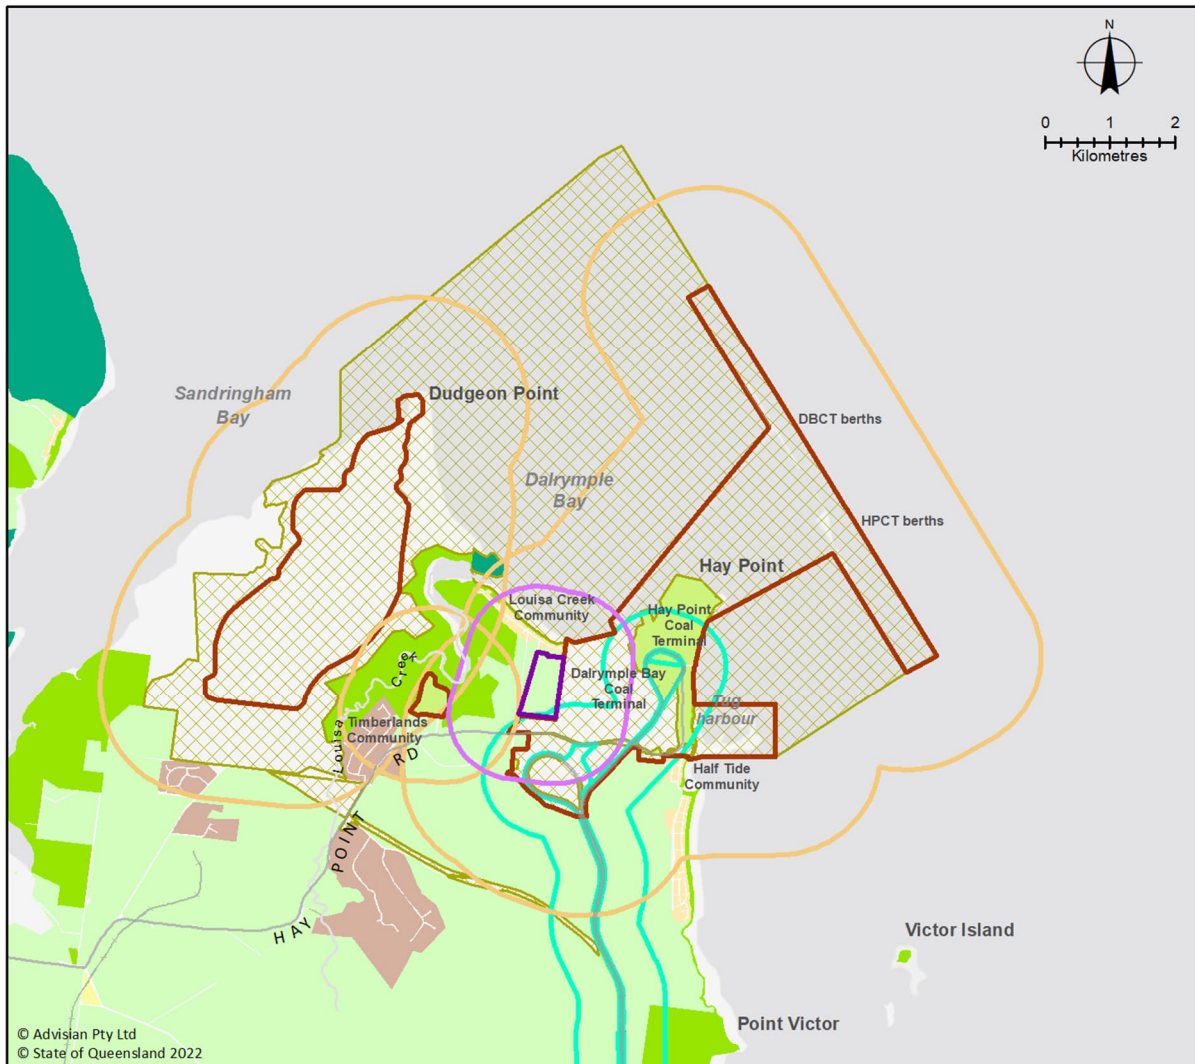 N
0 1 2
Kilometres
Sandringham
Bay
Dudgeon Point
DBCT berths
Dalrymple
Bay
HPCT berths
Hay Point
Louisa Creek
Community
Hay Point
Coal
Terminal
Dalrymple Bay
Coal
Terminal
Louisa Creek
Timberlands
Community
Tug
harbour
Half Tide
Community
HAY POINT RD
Victor Island
Point Victor
© Advisian Pty Ltd
© State of Queensland 2022